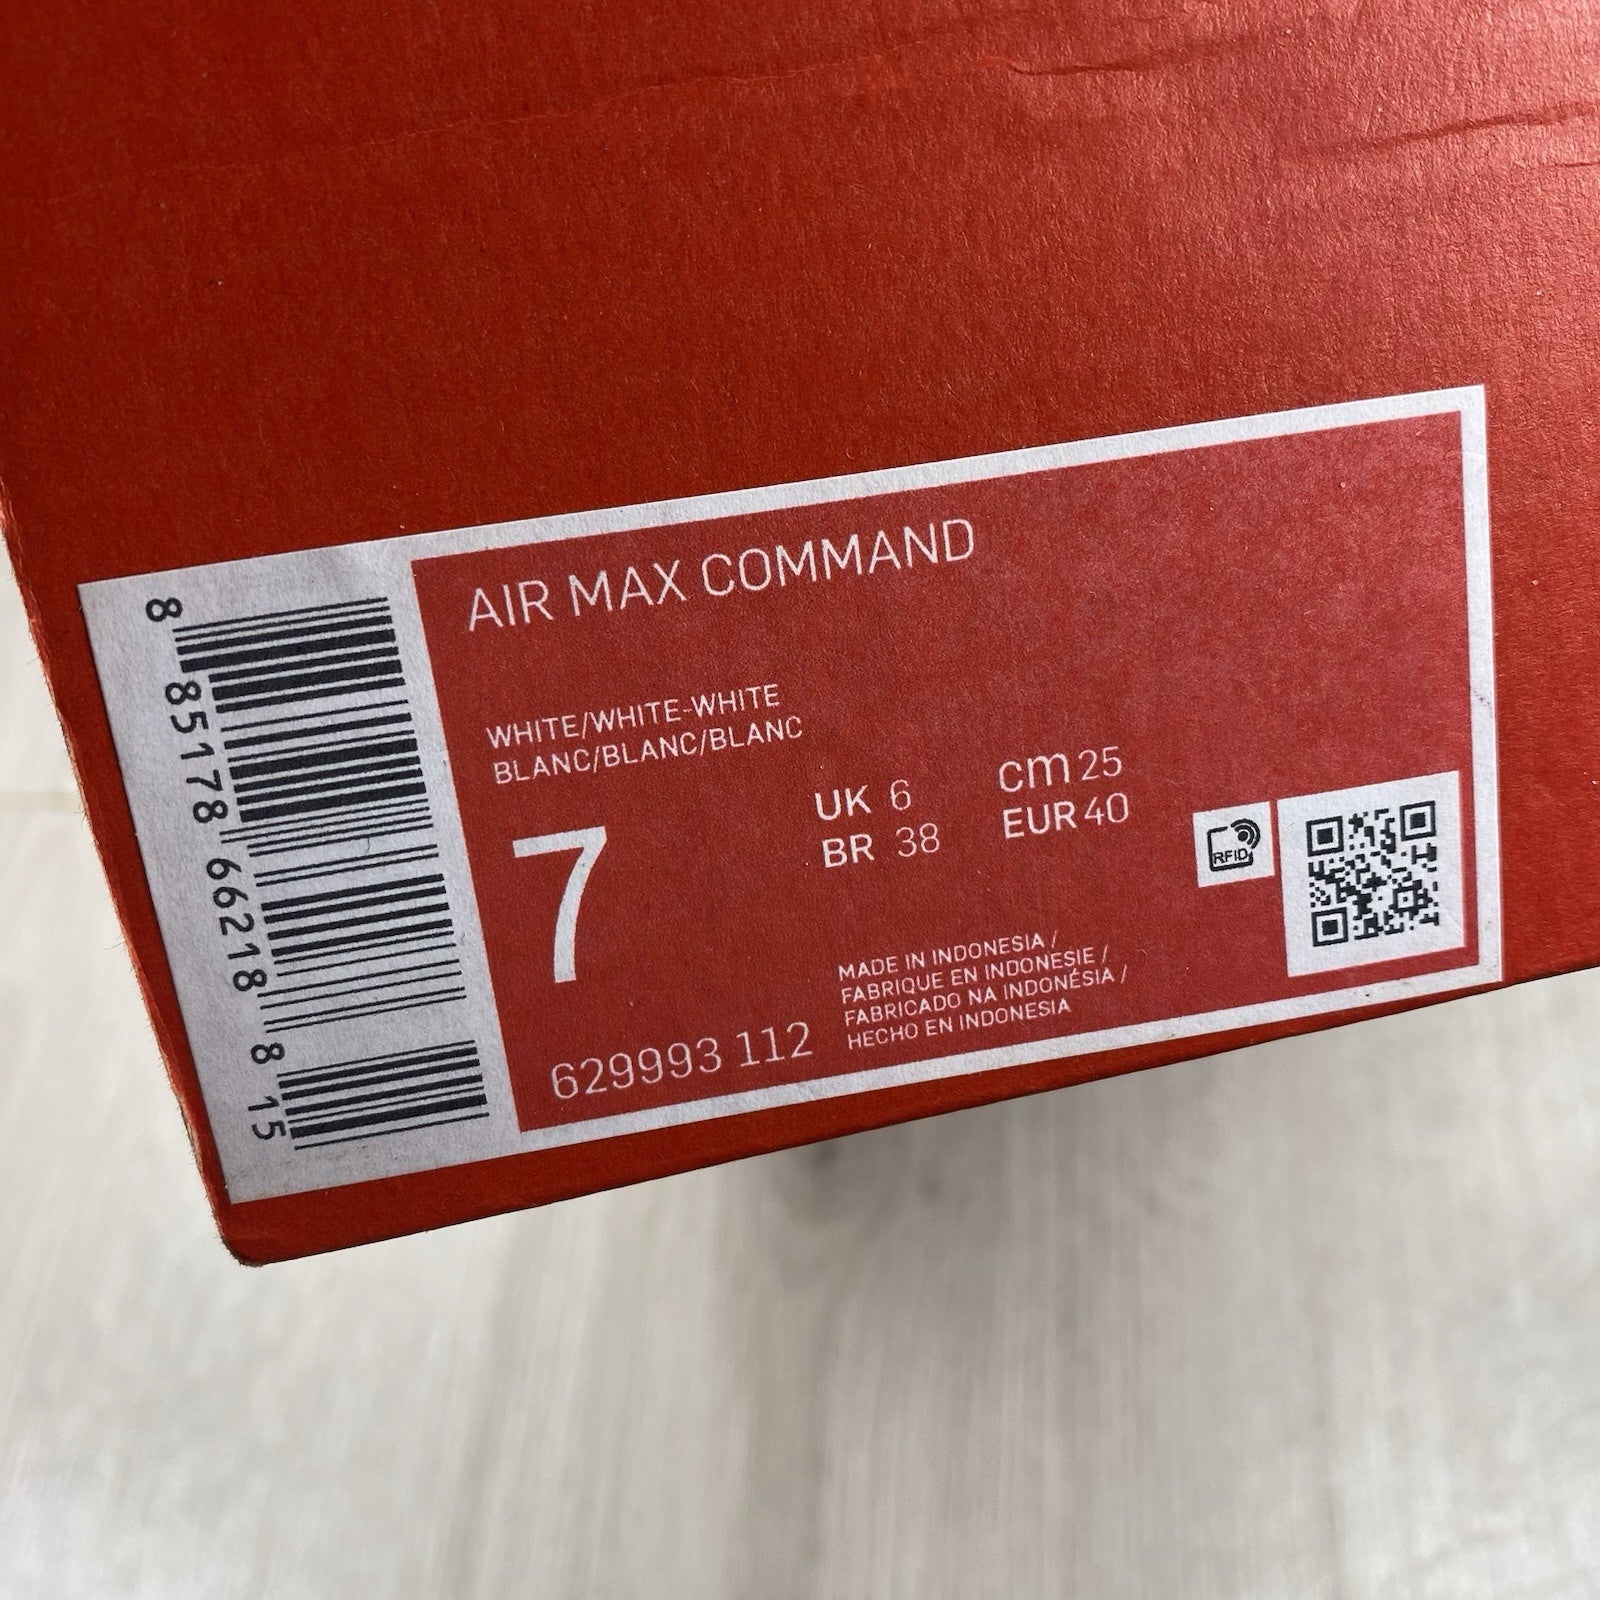 AIR MAX COMMAND
WHITE/WHITE-WHITE
BLANC/BLANC/BLANC
7
UK 6
BR 38
cm 25
EUR 40
RFID
MADE IN INDONESIA /
FABRIQUE EN INDONESIE /
FABRICADO NA INDONÉSIA /
HECHO EN INDONESIA
629993 112
8 85178 66218 8 15